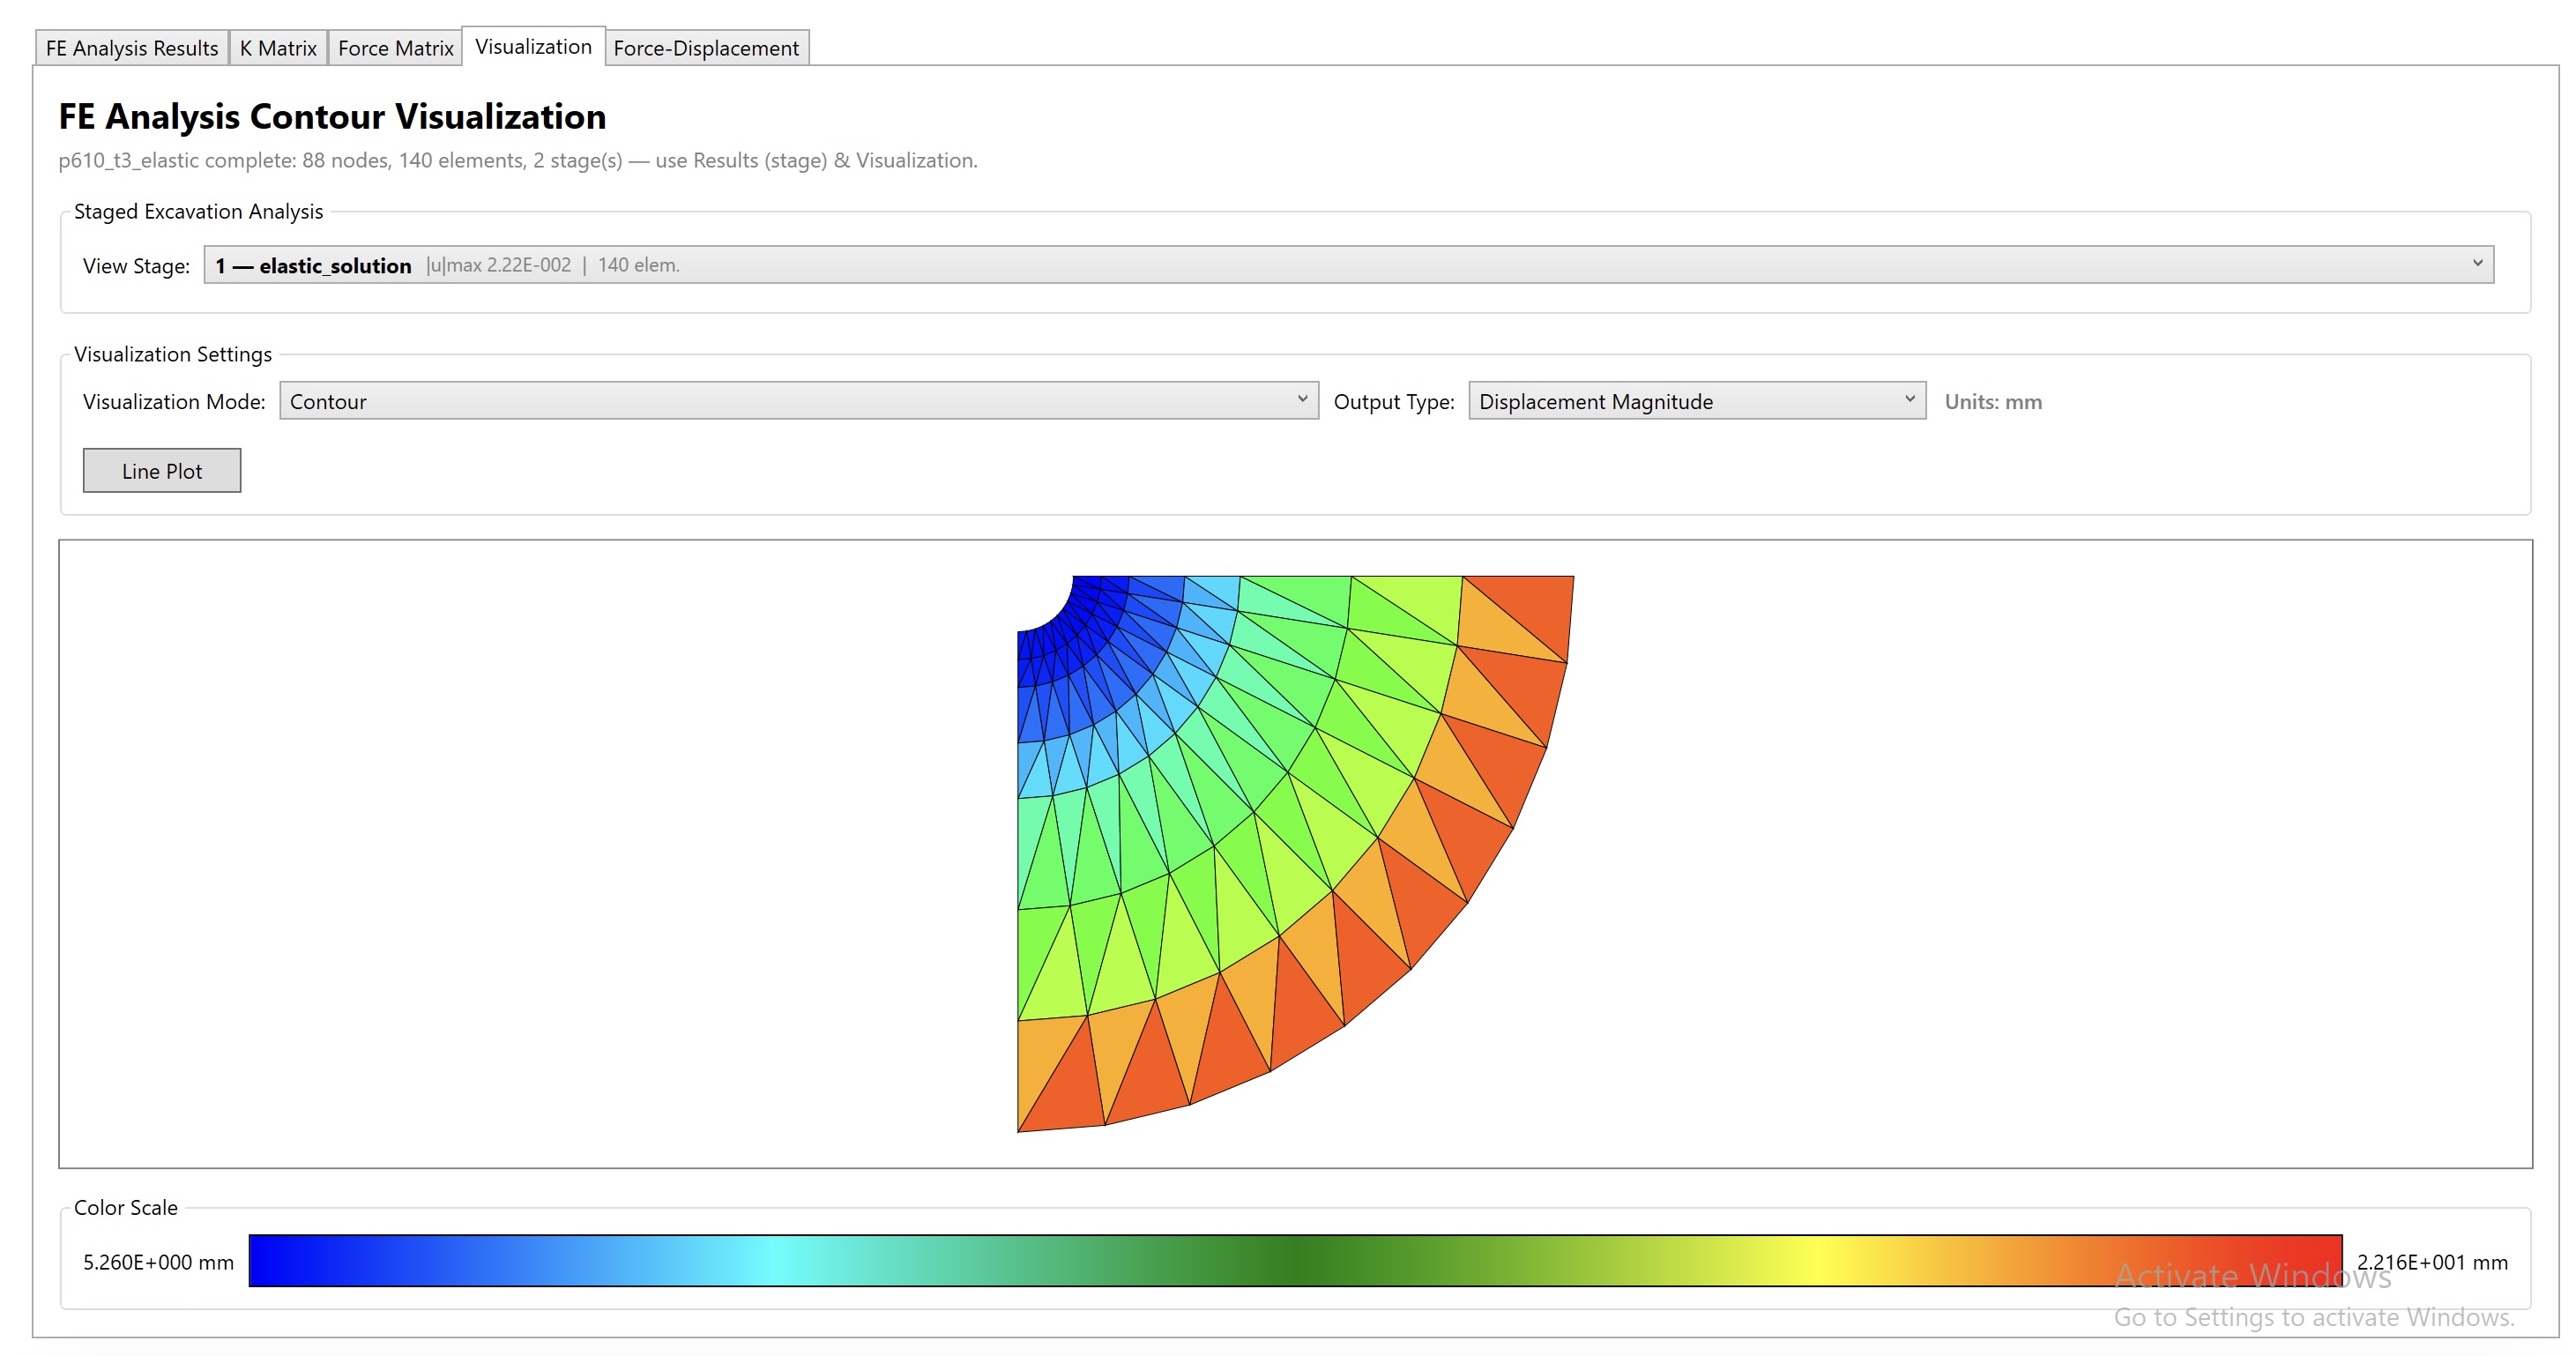 FE Analysis Results K Matrix Force Matrix Visualization Force-Displacement
FE Analysis Contour Visualization
p610_t3_elastic complete: 88 nodes, 140 elements, 2 stage(s) — use Results (stage) & Visualization.
Staged Excavation Analysis
View Stage: 1 — elastic_solution |u|max 2.22E-002 | 140 elem.
Visualization Settings
Visualization Mode: Contour Output Type: Displacement Magnitude Units: mm
Line Plot
Color Scale
5.260E+000 mm 2.216E+001 mm
Activate Windows
Go to Settings to activate Windows.